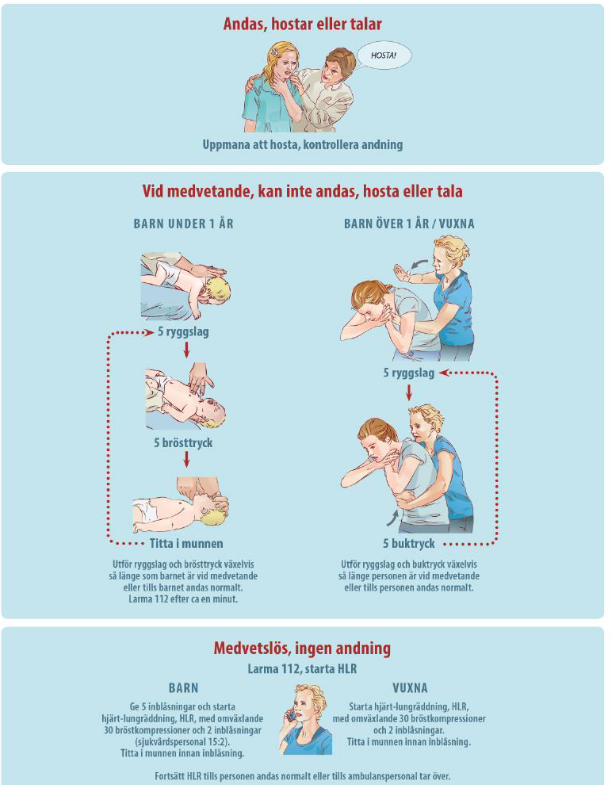 Andas, hostar eller talar
HOSTA!
Uppmana att hosta, kontrollera andning
Vid medvetande, kan inte andas, hosta eller tala
BARN UNDER 1 ÅR
5 ryggslag
5 brösttryck
Titta i munnen
Utför ryggslag och brösttryck växelvis
så länge som barnet är vid medvetande
eller tills barnet andas normalt.
Larma 112 efter ca en minut.
BARN ÖVER 1 ÅR / VUXNA
5 ryggslag
5 buktryck
Utför ryggslag och buktryck växelvis
så länge personen är vid medvetande
eller tills personen andas normalt.
Medvetslös, ingen andning
Larma 112, starta HLR
BARN
Ge 5 inblåsningar och starta
hjärt-lungräddning, HLR, med omväxlande
30 bröstkompressioner och 2 inblåsningar
(sjukvårdspersonal 15:2).
Titta i munnen innan inblåsning.
VUXNA
Starta hjärt-lungräddning, HLR,
med omväxlande 30 bröstkompressioner
och 2 inblåsningar.
Titta i munnen innan inblåsning.
Fortsätt HLR tills personen andas normalt eller tills ambulanspersonal tar över.